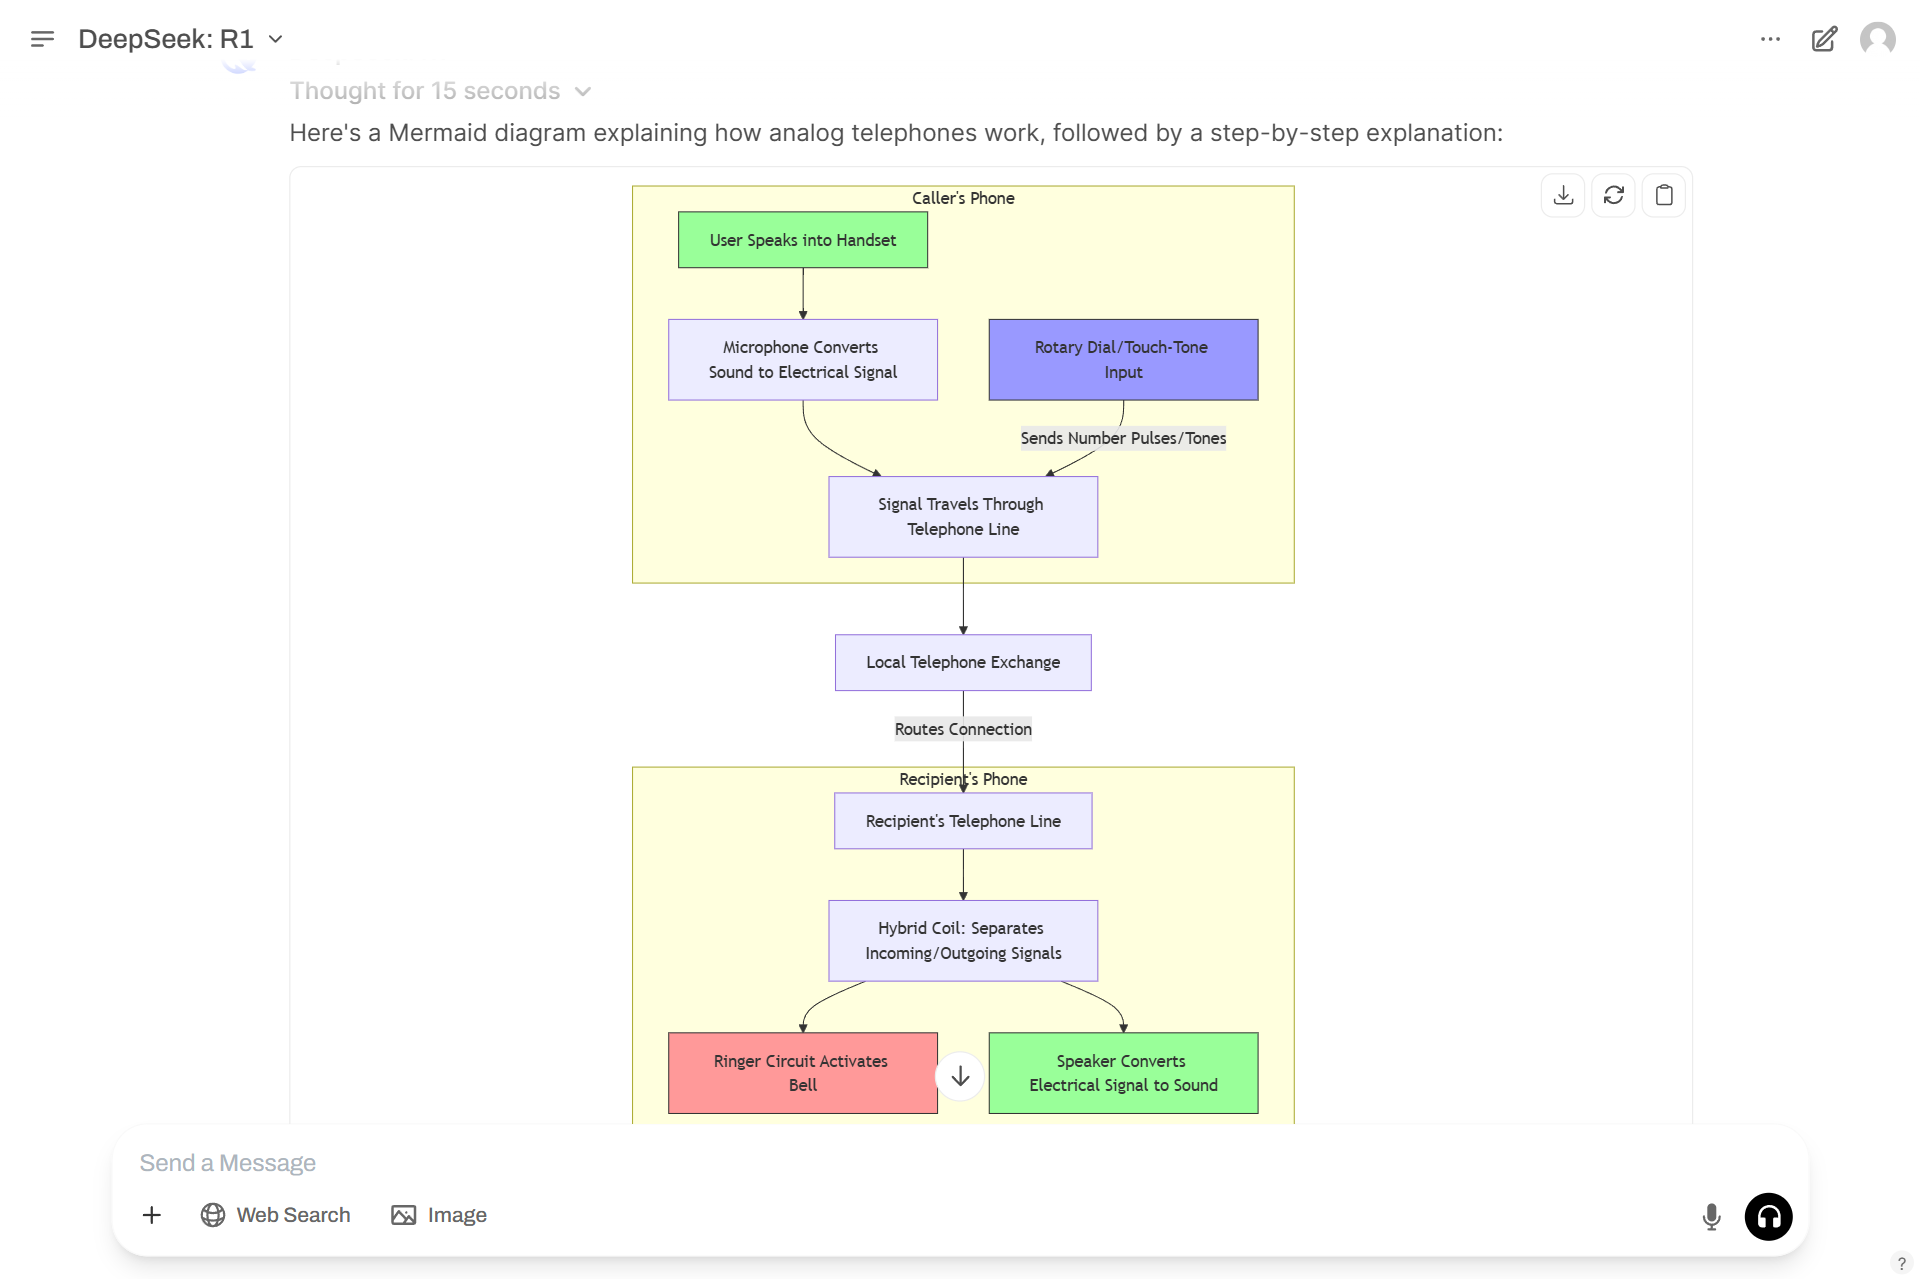 DeepSeek: R1
Thought for 15 seconds
Here's a Mermaid diagram explaining how analog telephones work, followed by a step-by-step explanation:
Caller's Phone
User Speaks into Handset
Microphone Converts
Sound to Electrical Signal
Rotary Dial/Touch-Tone
Input
Sends Number Pulses/Tones
Signal Travels Through
Telephone Line
Local Telephone Exchange
Routes Connection
Recipient's Phone
Recipient's Telephone Line
Hybrid Coil: Separates
Incoming/Outgoing Signals
Ringer Circuit Activates
Bell
Speaker Converts
Electrical Signal to Sound
Send a Message
Web Search
Image
?